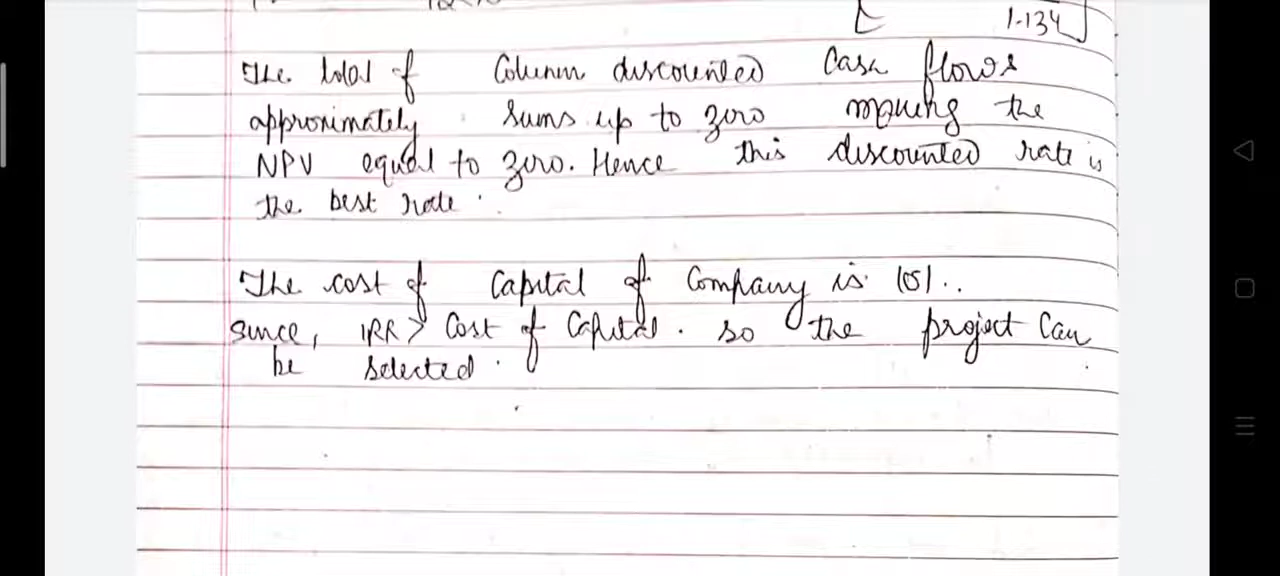 1.134
The total of Column discounted Cash flows
approximately sums up to zero making the
NPV equal to zero. Hence this discounted rate is
the best rate.
The cost of Capital of Company is 10%.
since, IRR > Cost of Capital. so the project Can
be selected.